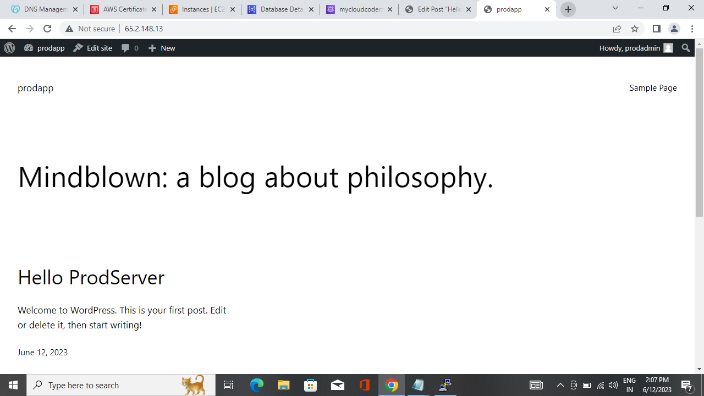 DNS Managem
AWS Certificate
Instances | EC2
Database Deta
mycloudcoder
Edit Post "Hello
prodapp
Not secure | 65.2.148.13
prodapp
Edit site
0
New
Howdy, prodadmin
prodapp
Sample Page
Mindblown: a blog about philosophy.
Hello ProdServer
Welcome to WordPress. This is your first post. Edit
or delete it, then start writing!
June 12, 2023
Type here to search
ENG
IN
2:07 PM
6/12/2023
7